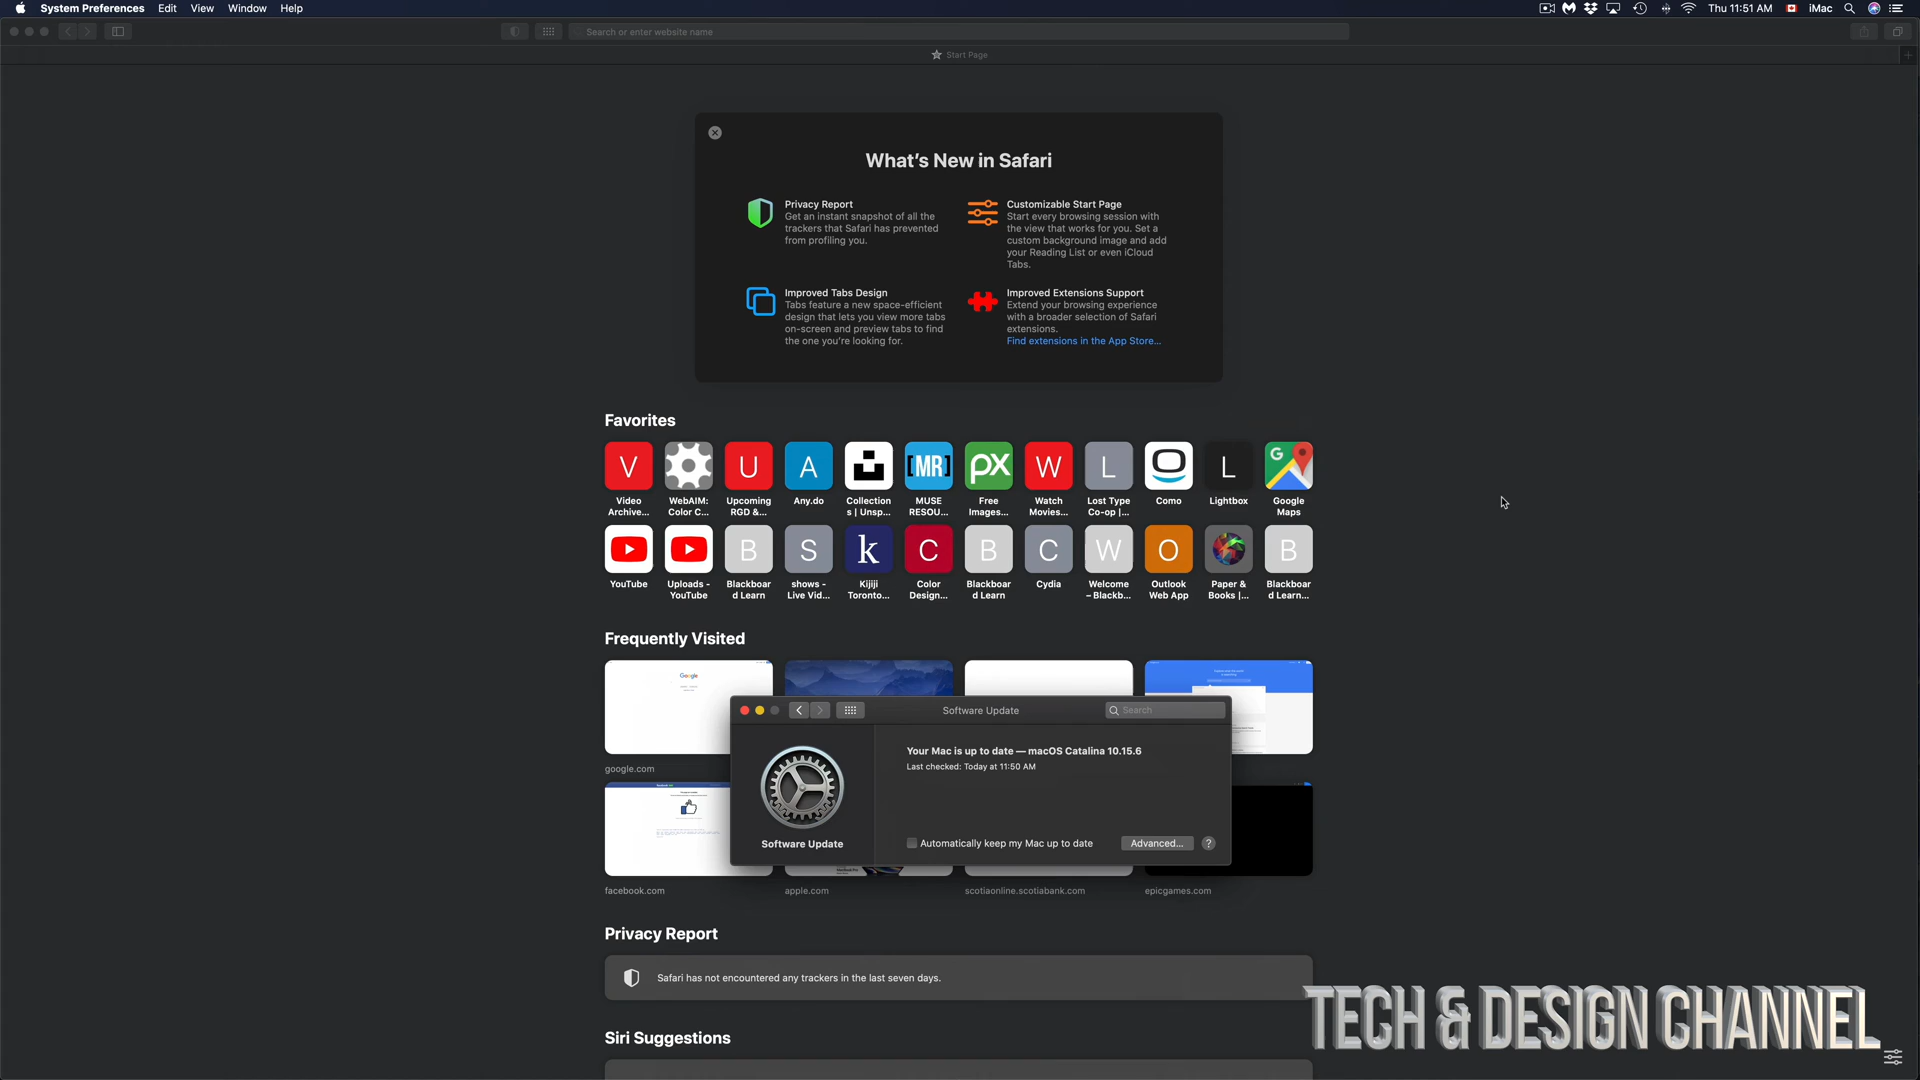 System Preferences Edit View Window Help
Thu 11:51 AM iMac
Search or enter website name
Start Page
What's New in Safari
Privacy Report
Get an instant snapshot of all the
trackers that Safari has prevented
from profiling you.
Customizable Start Page
Start every browsing session with
the view that works for you. Set a
custom background image and add
your Reading List or even iCloud
Tabs.
Improved Tabs Design
Tabs feature a new space-efficient
design that lets you view more tabs
on-screen and preview tabs to find
the one you're looking for.
Improved Extensions Support
Extend your browsing experience
with a broader selection of Safari
extensions.
Find extensions in the App Store...
Favorites
V U A [MR] px W L L G
Video WebAIM: Upcoming Any.do Collection MUSE Free Watch Lost Type Como Lightbox Google
Archive... Color C... RGD &... s | Unsp... RESOU... Images... Movies... Co-op |... Maps
B S k C B C W O B
YouTube Uploads - Blackboar shows - Kijiji Color Blackboar Cydia Welcome Outlook Paper & Blackboar
YouTube d Learn Live Vid... Toronto... Design... d Learn – Blackb... Web App Books |... d Learn...
Frequently Visited
Google
google.com
Software Update
Search
Your Mac is up to date — macOS Catalina 10.15.6
Last checked: Today at 11:50 AM
Software Update
Automatically keep my Mac up to date
Advanced...
?
facebook.com
apple.com
scotiaonline.scotiabank.com
epicgames.com
Privacy Report
Safari has not encountered any trackers in the last seven days.
Siri Suggestions
TECH & DESIGN CHANNEL